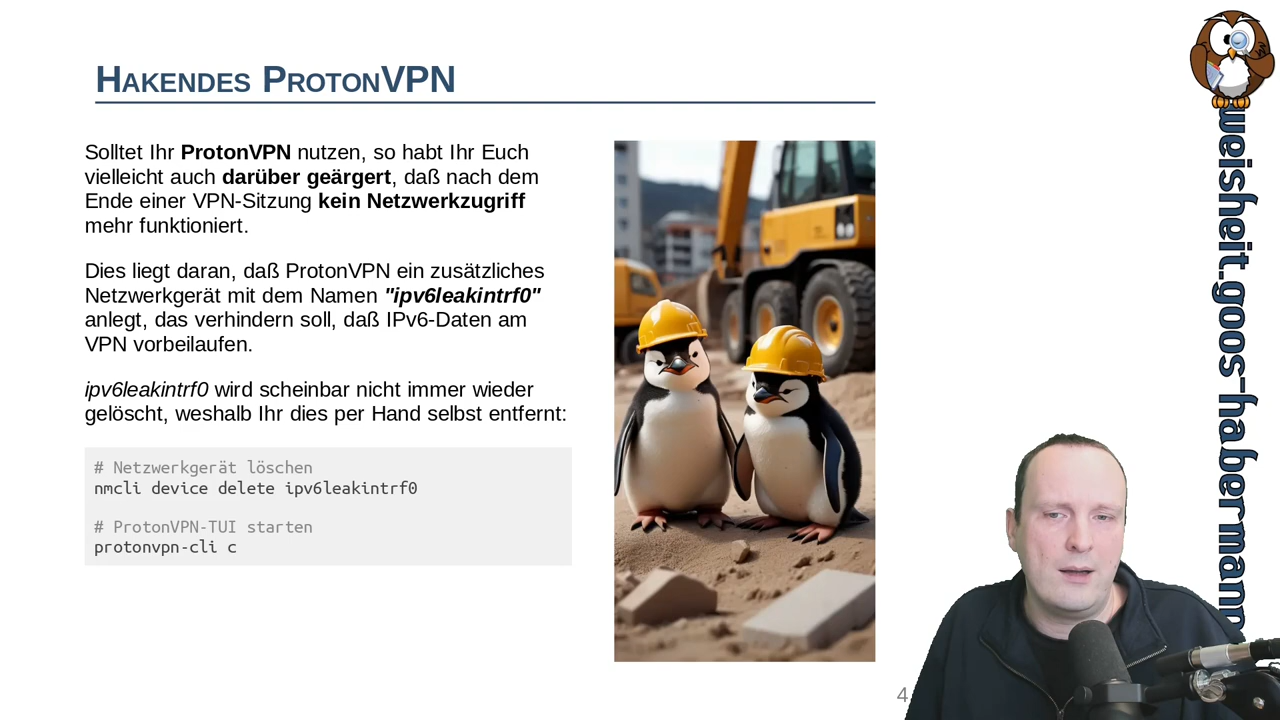 Hakendes ProtonVPN
Solltet Ihr ProtonVPN nutzen, so habt Ihr Euch
vielleicht auch darüber geärgert, daß nach dem
Ende einer VPN-Sitzung kein Netzwerkzugriff
mehr funktioniert.
Dies liegt daran, daß ProtonVPN ein zusätzliches
Netzwerkgerät mit dem Namen "ipv6leakintrf0"
anlegt, das verhindern soll, daß IPv6-Daten am
VPN vorbeilaufen.
ipv6leakintrf0 wird scheinbar nicht immer wieder
gelöscht, weshalb Ihr dies per Hand selbst entfernt:
# Netzwerkgerät löschen
nmcli device delete ipv6leakintrf0
# ProtonVPN-TUI starten
protonvpn-cli c
4
weisheit.goos-habermann